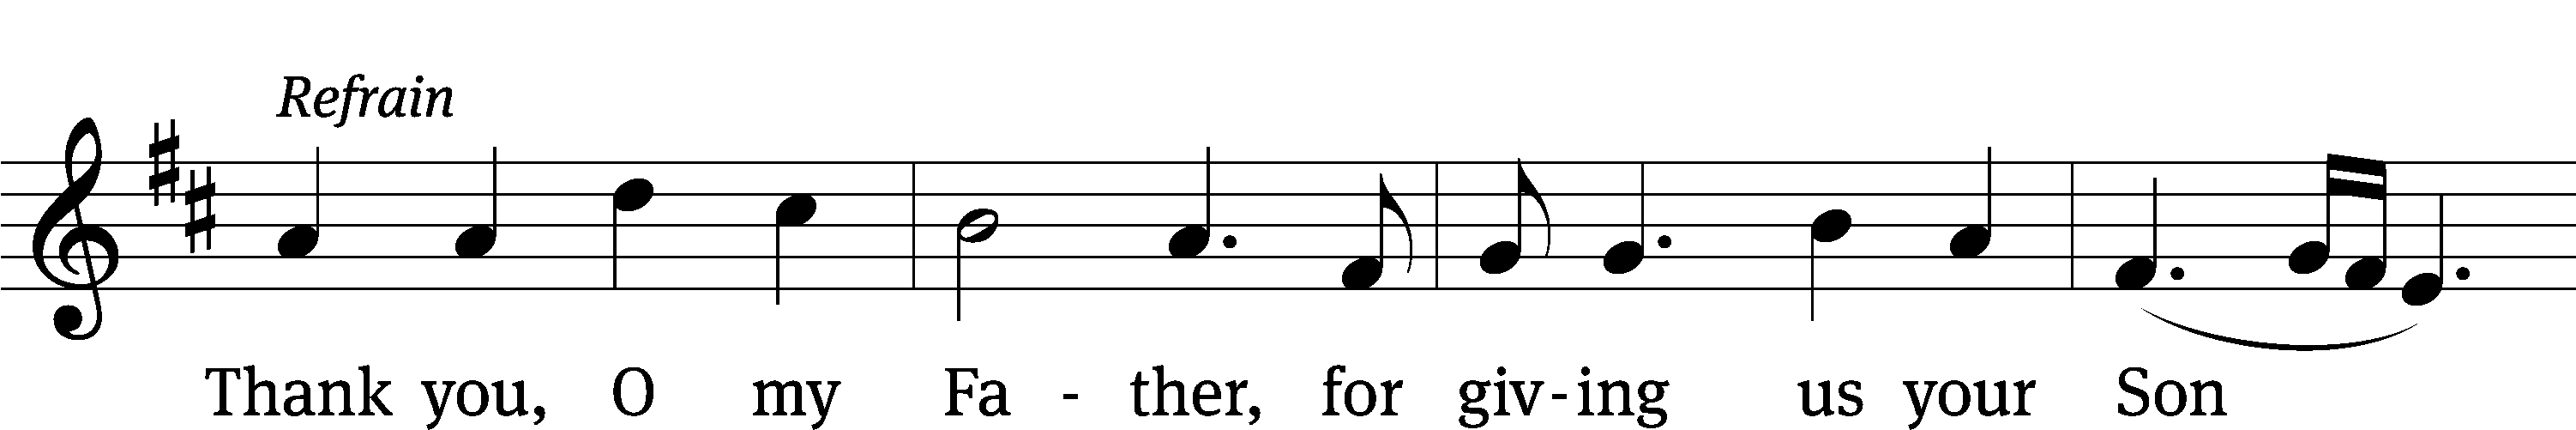 Refrain
Thank you, O my Fa - ther, for giv - ing us your Son